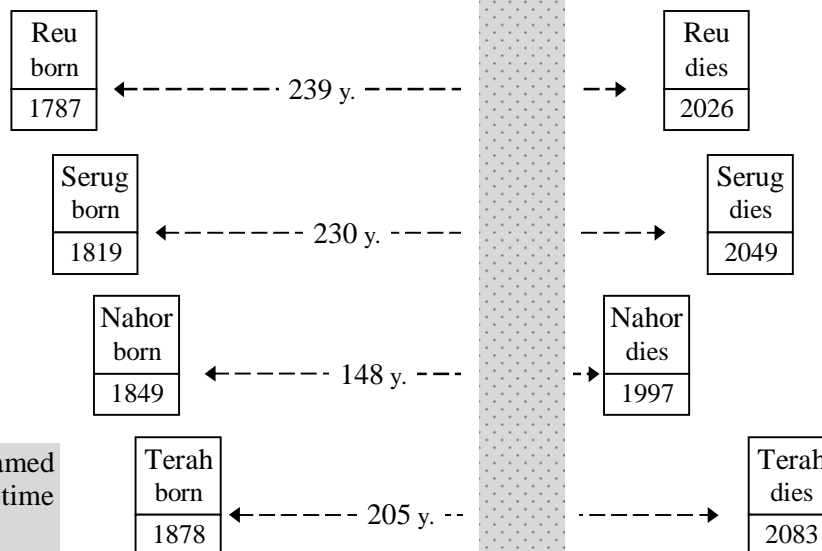 Reu
born
1787
239 y.
Reu
dies
2026
Serug
born
1819
230 y.
Serug
dies
2049
Nahor
born
1849
148 y.
Nahor
dies
1997
time
Terah
born
1878
205 y.
Terah
dies
2083